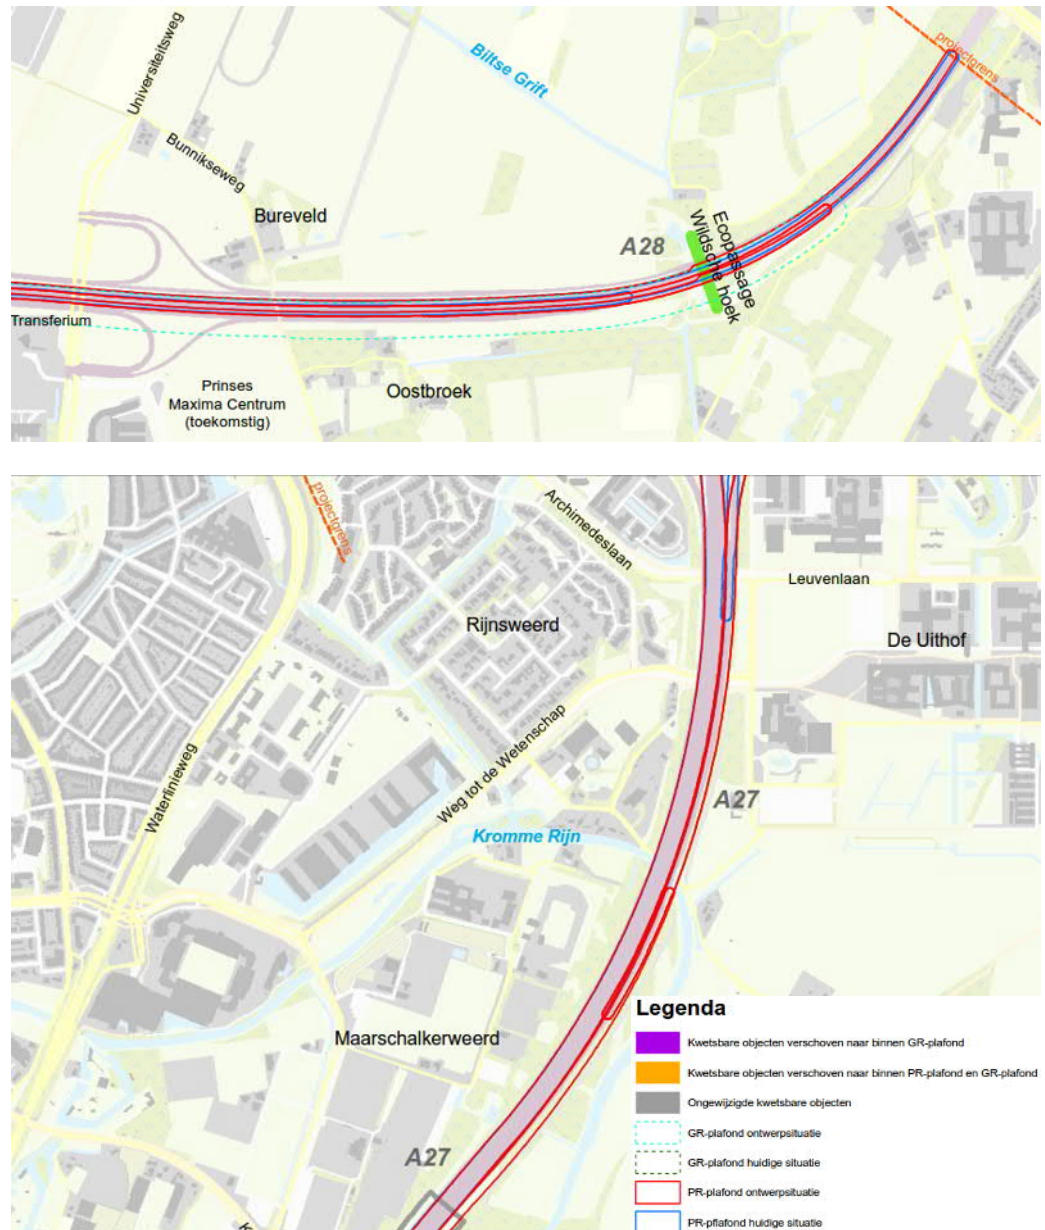 projectgrens
Universiteitsweg
Biltse Grift
Bunnikseweg
Bureveld
A28
Ecopassage
Wildsche hoek
Transferium
Prinses
Maxima Centrum
(toekomstig)
Oostbroek
projectgrens
Archimedeslaan
Leuvenlaan
Rijnsweerd
De Uithof
Weg tot de Wetenschap
Waterlinieweg
A27
Kromme Rijn
Maarschalkerweerd
A27
Legenda
Kwetsbare objecten verschoven naar binnen GR-plafond
Kwetsbare objecten verschoven naar binnen PR-plafond en GR-plafond
Ongewijzigde kwetsbare objecten
GR-plafond ontwerpsituatie
GR-plafond huidige situatie
PR-plafond ontwerpsituatie
PR-pflafond huidige situatie